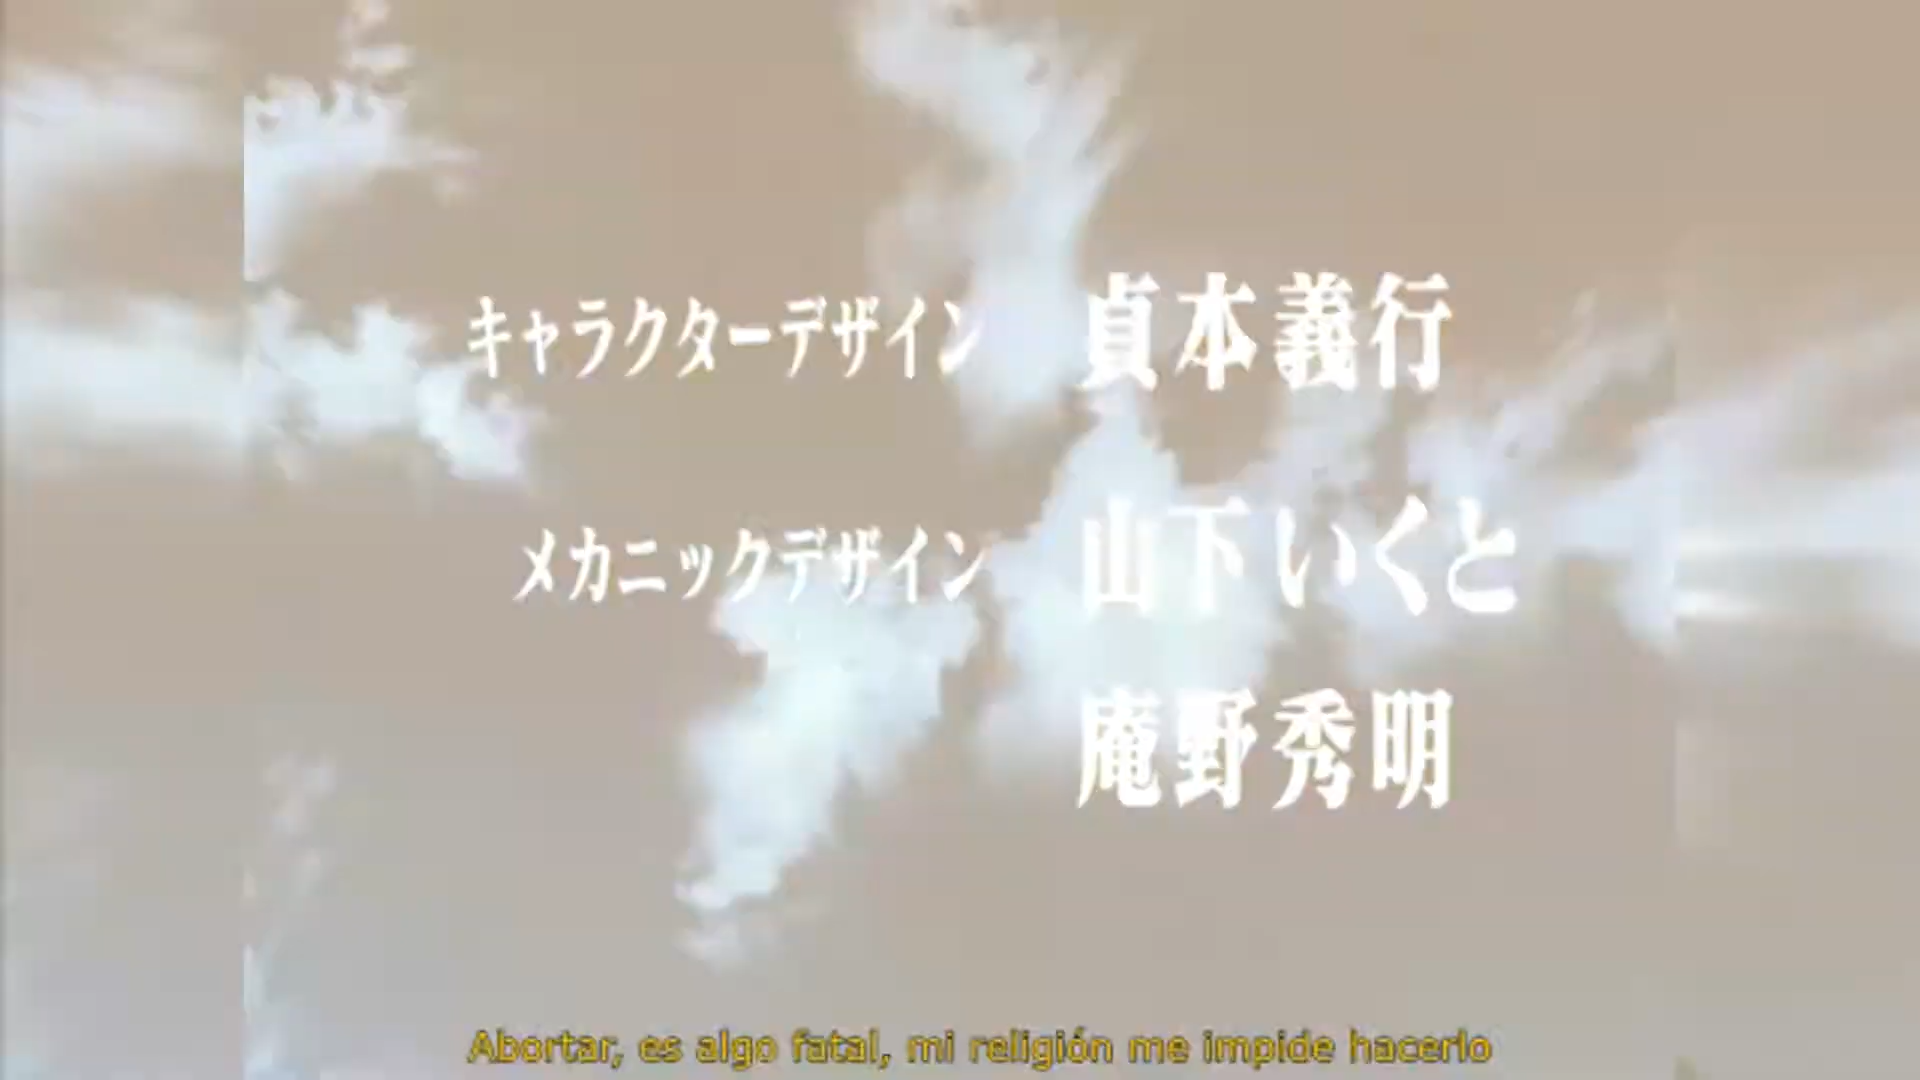 キャラクターデザイン 貞本義行
メカニックデザイン 山下いくと
庵野秀明
Abortar, es algo fatal, mi religión me impide hacerlo